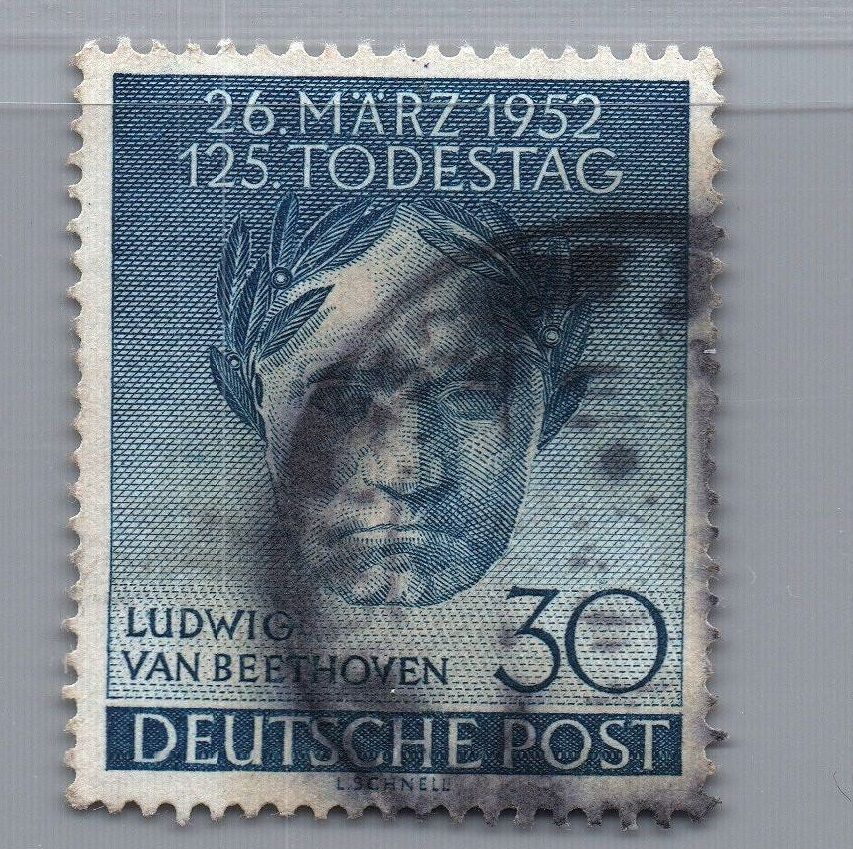 26. MÄRZ 1952
125. TODESTAG
LUDWIG
VAN BEETHOVEN
30
DEUTSCHE POST
L. SCHNELL